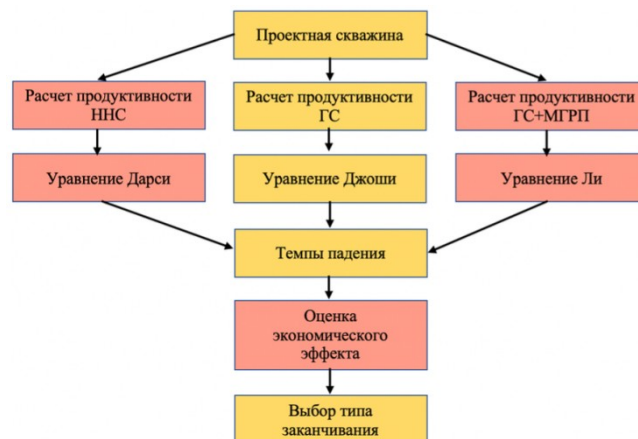 Проектная скважина
Расчет продуктивности
ННС
Расчет продуктивности
ГС
Расчет продуктивности
ГС+МГРП
Уравнение Дарси
Уравнение Джоши
Уравнение Ли
Темпы падения
Оценка
экономического
эффекта
Выбор типа
заканчивания